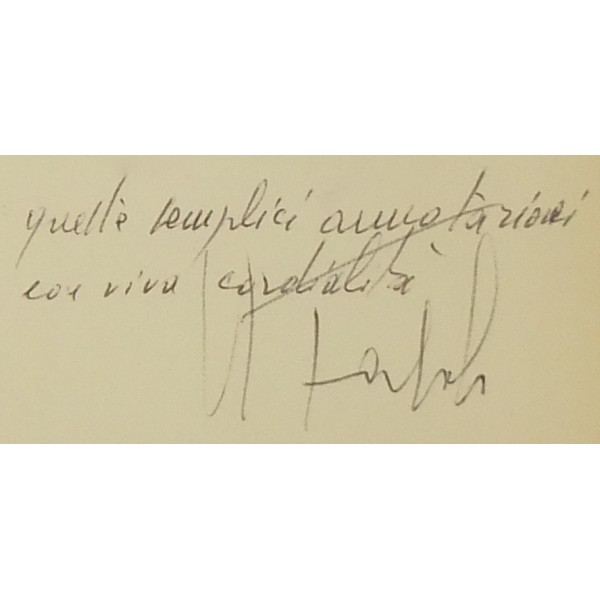 queste semplici annotazioni
con viva cordialità